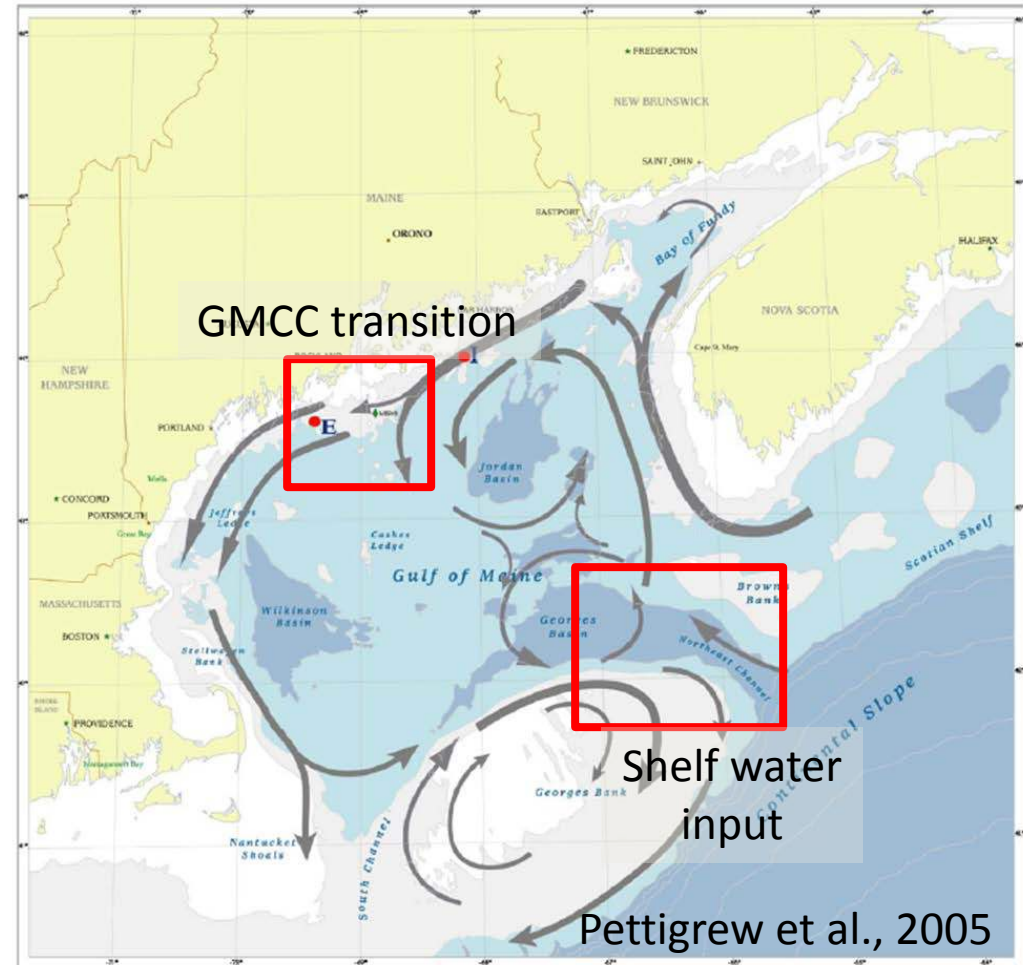 FREDERICTON
NEW BRUNSWICK
SAINT JOHN
MAINE
EASTPORT
ORONO
Bay of Fundy
HALIFAX
GMCC transition
NOVA SCOTIA
Cape St. Mary
NEW
HAMPSHIRE
I
PORTLAND
E
Jordan
Basin
CONCORD
PORTSMOUTH
Jeffreys
Ledge
Cashes
Ledge
Scotian Shelf
Gulf of Maine
Browns
Bank
MASSACHUSETTS
Wilkinson
Basin
Georges
Basin
Northeast Channel
BOSTON
Stellwagen
Bank
PROVIDENCE
Continental Slope
Shelf water
input
Georges Bank
Nantucket
Shoals
South Channel
Pettigrew et al., 2005